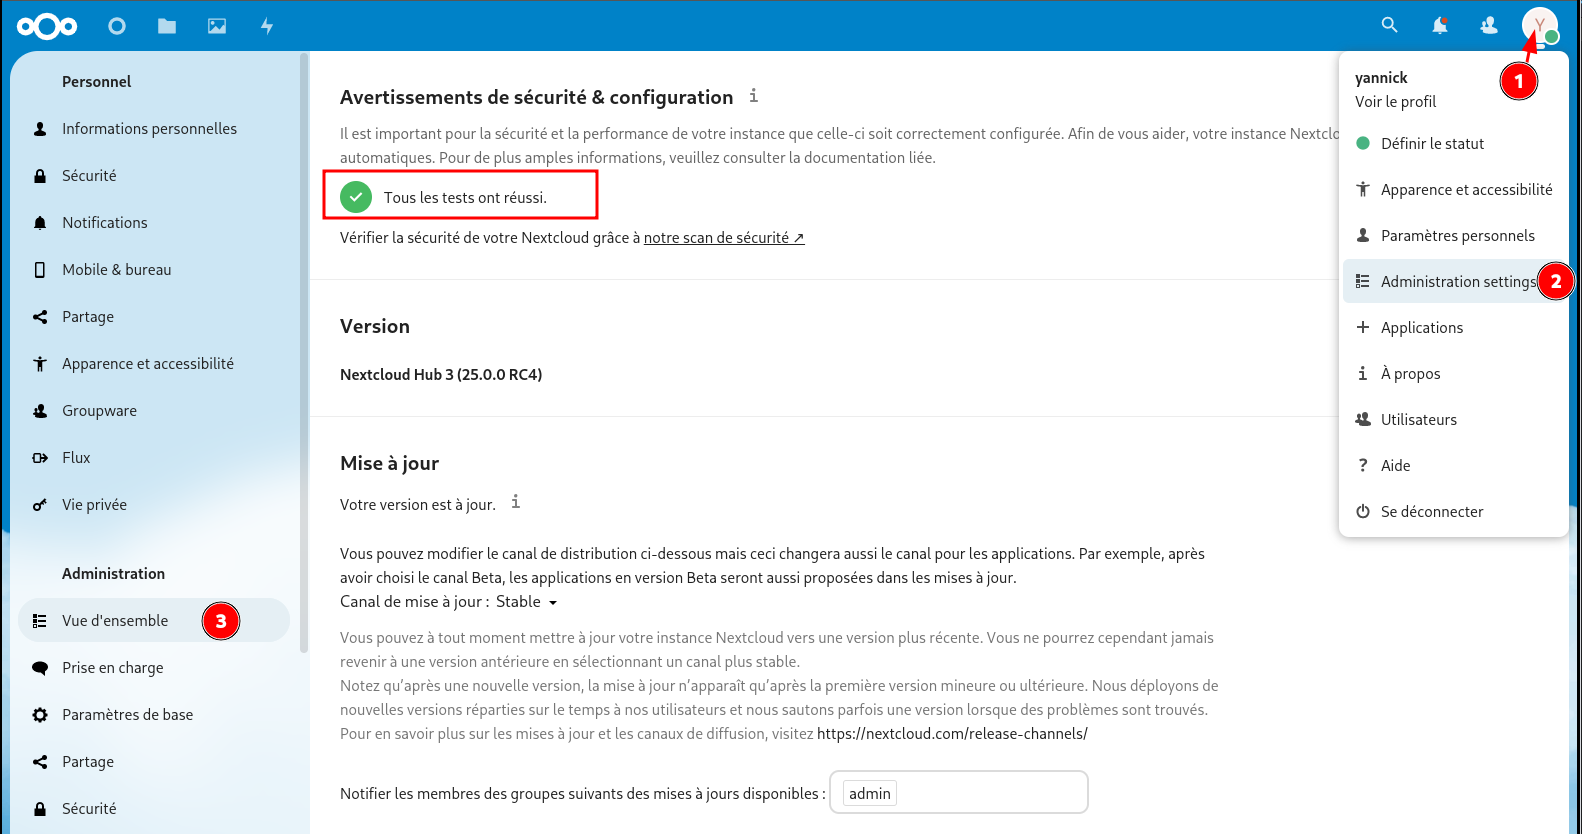 Y
1
Personnel
Informations personnelles
Sécurité
Notifications
Mobile & bureau
Partage
Apparence et accessibilité
Groupware
Flux
Vie privée
Administration
Vue d'ensemble
3
Prise en charge
Paramètres de base
Partage
Sécurité
Avertissements de sécurité & configuration
Il est important pour la sécurité et la performance de votre instance que celle-ci soit correctement configurée. Afin de vous aider, votre instance Nextclo
automatiques. Pour de plus amples informations, veuillez consulter la documentation liée.
Tous les tests ont réussi.
Vérifier la sécurité de votre Nextcloud grâce à notre scan de sécurité ↗
Version
Nextcloud Hub 3 (25.0.0 RC4)
Mise à jour
Votre version est à jour.
Vous pouvez modifier le canal de distribution ci-dessous mais ceci changera aussi le canal pour les applications. Par exemple, après
avoir choisi le canal Beta, les applications en version Beta seront aussi proposées dans les mises à jour.
Canal de mise à jour : Stable
Vous pouvez à tout moment mettre à jour votre instance Nextcloud vers une version plus récente. Vous ne pourrez cependant jamais
revenir à une version antérieure en sélectionnant un canal plus stable.
Notez qu’après une nouvelle version, la mise à jour n’apparaît qu’après la première version mineure ou ultérieure. Nous déployons de
nouvelles versions réparties sur le temps à nos utilisateurs et nous sautons parfois une version lorsque des problèmes sont trouvés.
Pour en savoir plus sur les mises à jour et les canaux de diffusion, visitez https://nextcloud.com/release-channels/
Notifier les membres des groupes suivants des mises à jours disponibles : admin
yannick
Voir le profil
Définir le statut
Apparence et accessibilité
Paramètres personnels
Administration settings
2
Applications
À propos
Utilisateurs
Aide
Se déconnecter